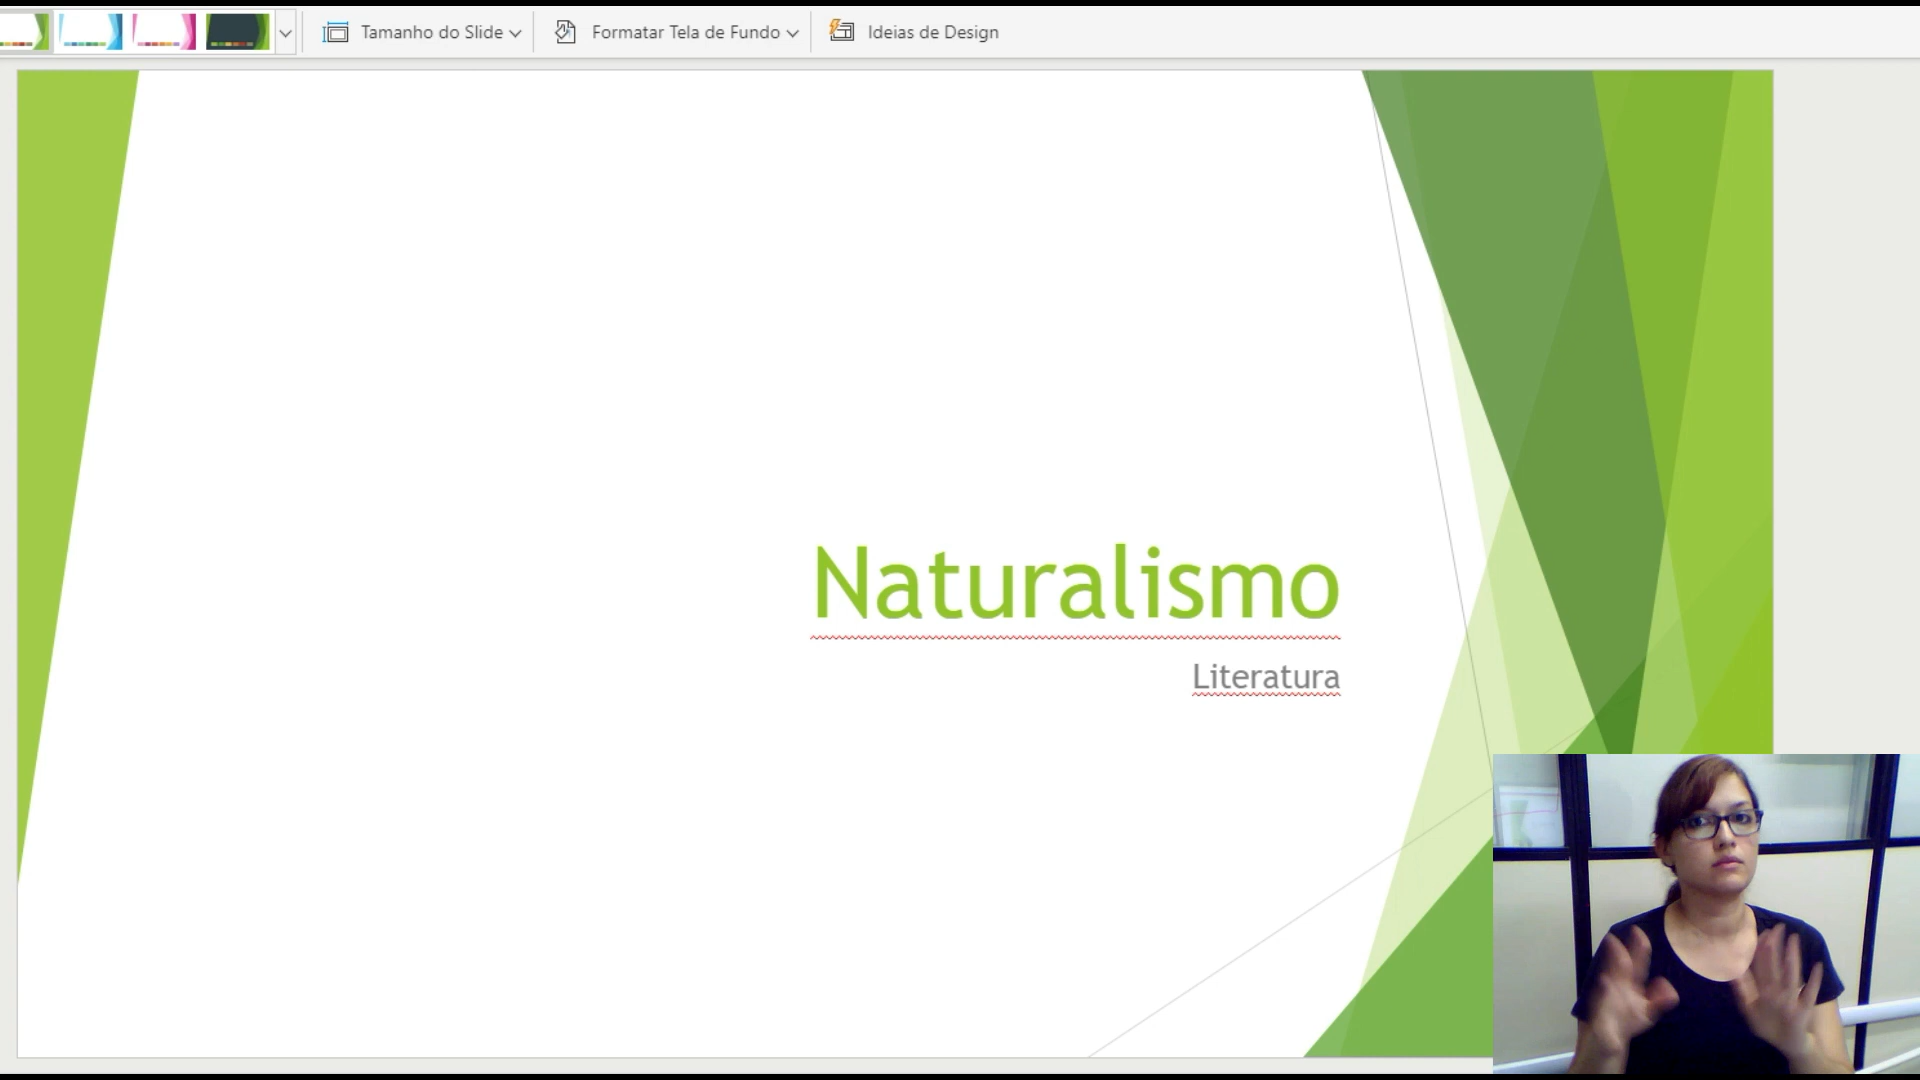 Tamanho do Slide
Formatar Tela de Fundo
Ideias de Design
Naturalismo
Literatura